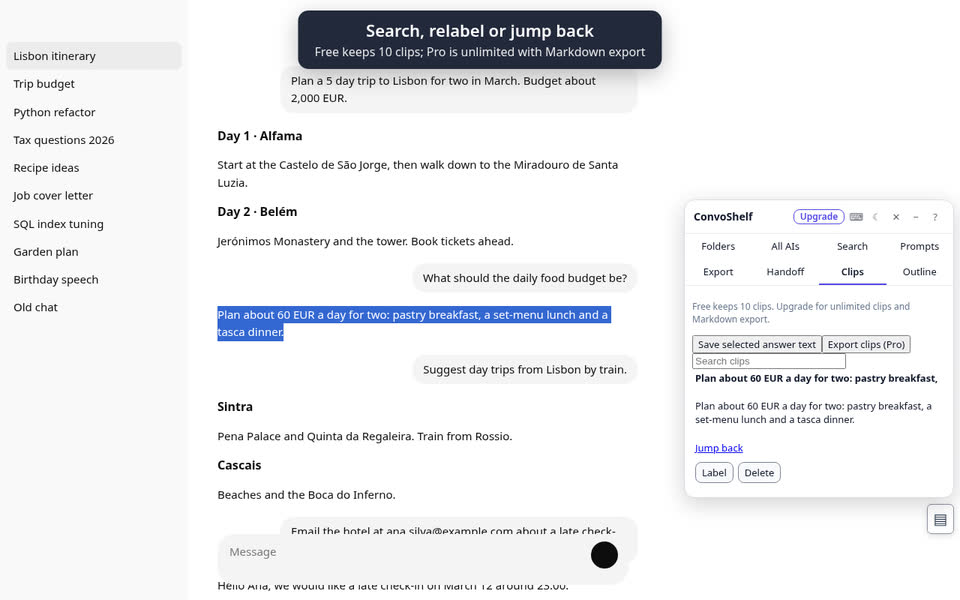 Search, relabel or jump back
Free keeps 10 clips; Pro is unlimited with Markdown export
Lisbon itinerary
Trip budget
Python refactor
Tax questions 2026
Recipe ideas
Job cover letter
SQL index tuning
Garden plan
Birthday speech
Old chat
Plan a 5 day trip to Lisbon for two in March. Budget about
2,000 EUR.
Day 1 · Alfama
Start at the Castelo de São Jorge, then walk down to the Miradouro de Santa
Luzia.
Day 2 · Belém
Jerónimos Monastery and the tower. Book tickets ahead.
What should the daily food budget be?
Plan about 60 EUR a day for two: pastry breakfast, a set-menu lunch and a
tasca dinner.
Suggest day trips from Lisbon by train.
Sintra
Pena Palace and Quinta da Regaleira. Train from Rossio.
Cascais
Beaches and the Boca do Inferno.
Email the hotel at ana.silva@example.com about a late check-
Message
Hello Ana, we would like a late check-in on March 12 around 23:00.
ConvoShelf
Upgrade
?
Folders
All AIs
Search
Prompts
Export
Handoff
Clips
Outline
Free keeps 10 clips. Upgrade for unlimited clips and
Markdown export.
Save selected answer text
Export clips (Pro)
Search clips
Plan about 60 EUR a day for two: pastry breakfast,
Plan about 60 EUR a day for two: pastry breakfast, a
set-menu lunch and a tasca dinner.
Jump back
Label
Delete